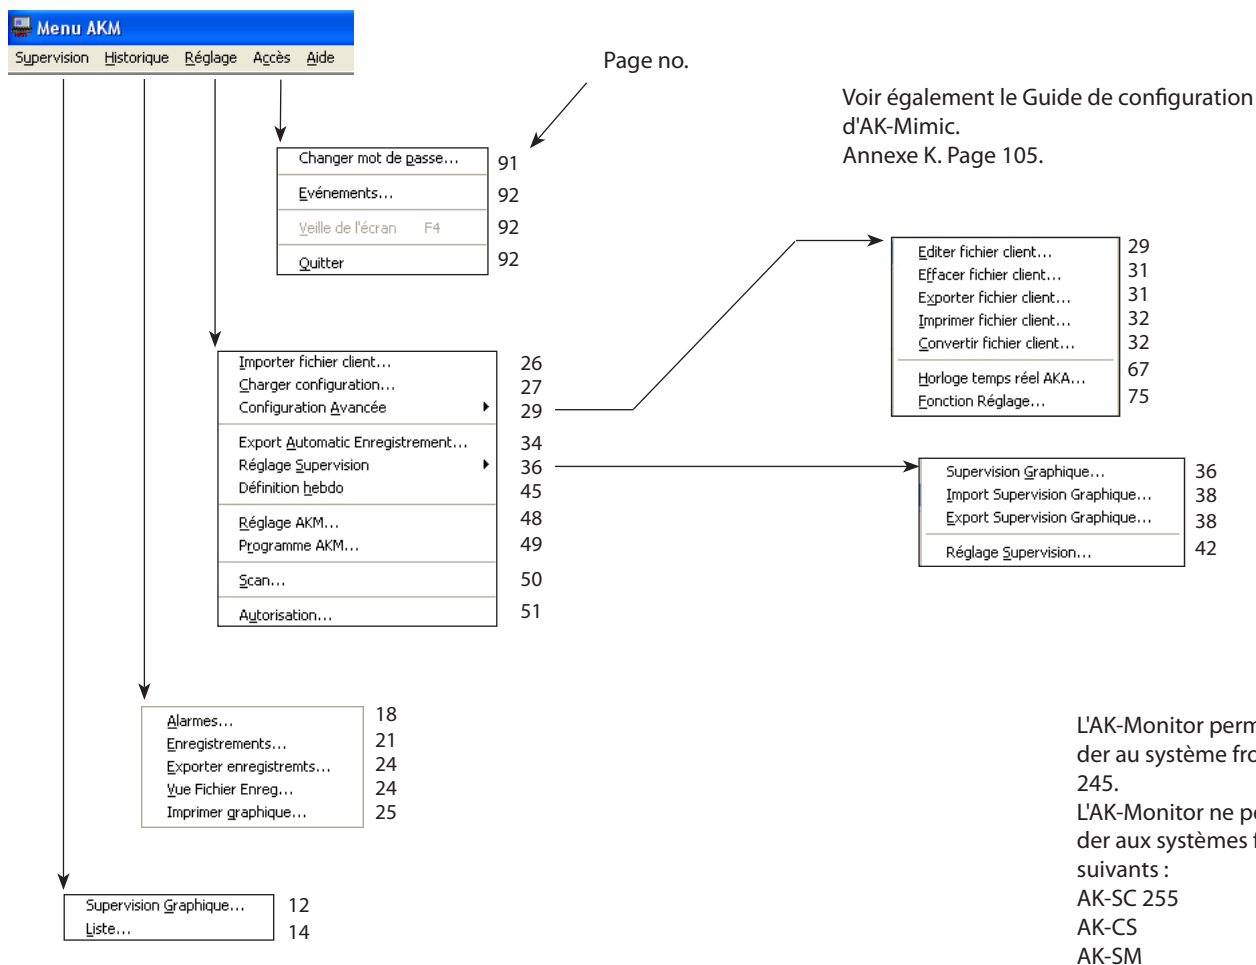 Menu AKM
Supervision Historique Réglage Accès Aide
Page no.
Voir également le Guide de configuration
d'AK-Mimic.
Annexe K. Page 105.
Changer mot de passe... 91
Evénements... 92
Veille de l'écran F4 92
Quitter 92
Editer fichier client... 29
Effacer fichier client... 31
Exporter fichier client... 31
Imprimer fichier client... 32
Convertir fichier client... 32
Horloge temps réel AKA... 67
Fonction Réglage... 75
Importer fichier client... 26
Charger configuration... 27
Configuration Avancée 29
Export Automatic Enregistrement... 34
Réglage Supervision 36
Définition hebdo 45
Réglage AKM... 48
Programme AKM... 49
Scan... 50
Autorisation... 51
Supervision Graphique... 36
Import Supervision Graphique... 38
Export Supervision Graphique... 38
Réglage Supervision... 42
Alarmes... 18
Enregistrements... 21
Exporter enregistremts... 24
Vue Fichier Enreg... 24
Imprimer graphique... 25
L'AK-Monitor perm
der au système fro
245.
L'AK-Monitor ne pe
der aux systèmes f
suivants :
AK-SC 255
AK-CS
AK-SM
Supervision Graphique... 12
Liste... 14